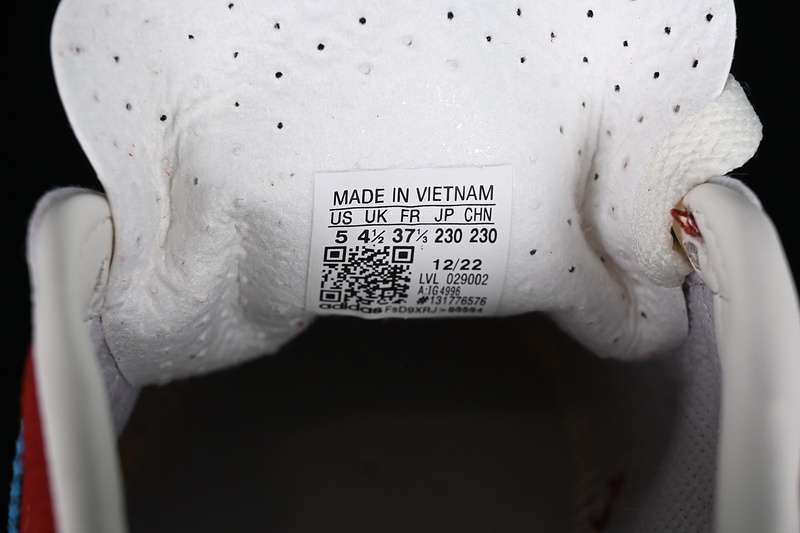 MADE IN VIETNAM
US UK FR JP CHN
5 4½ 37⅓ 230 230
12/22
LVL 029002
A:IG4996
#131776576
adidas